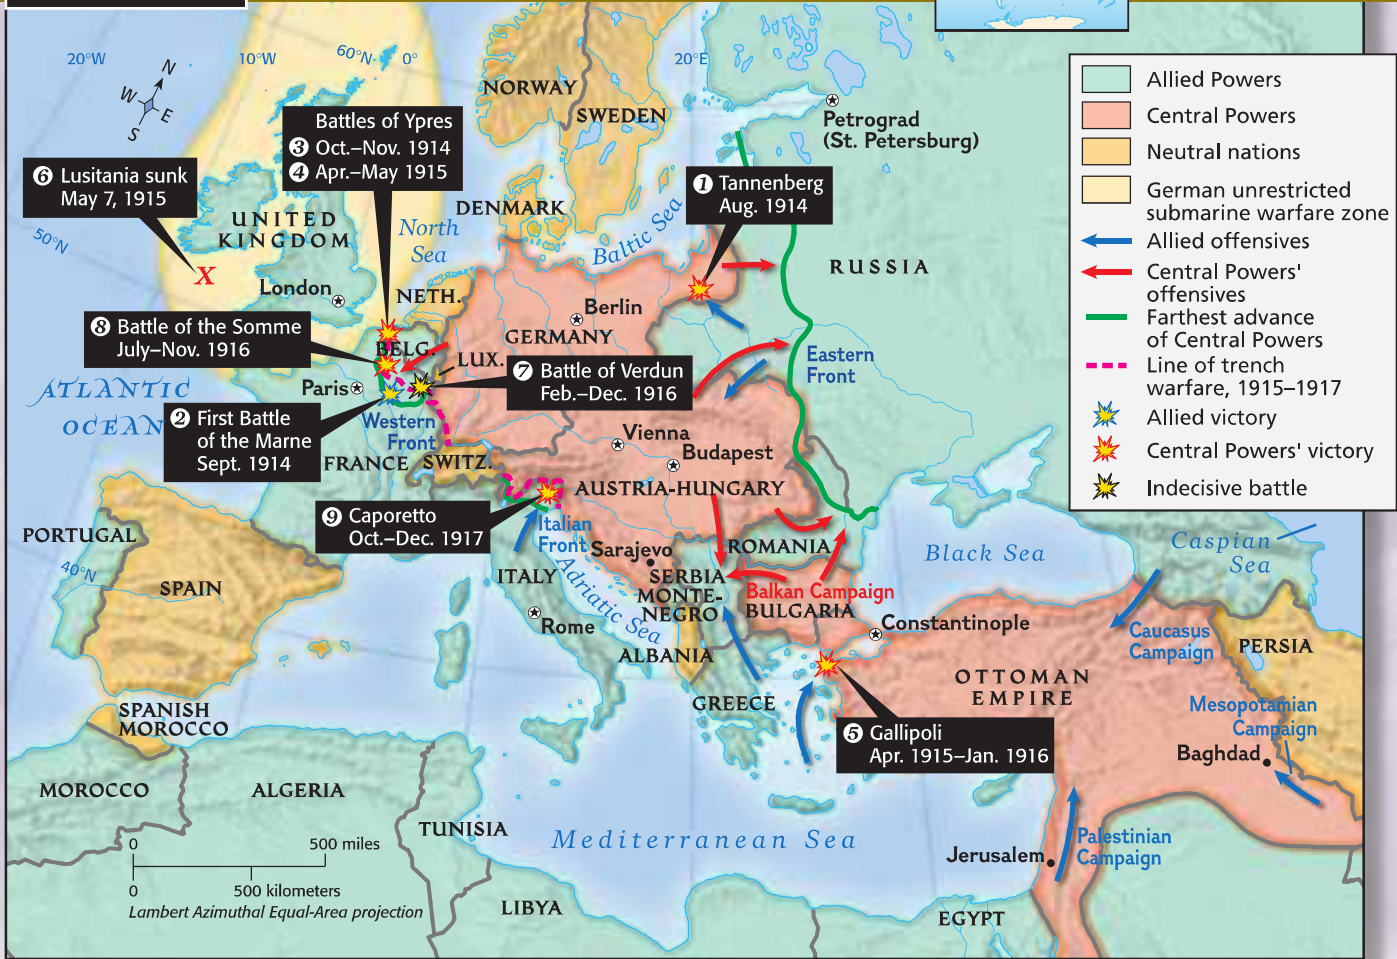 20°W
10°W
60°N
0°
20°E
N
W
E
S
50°N
40°N
Allied Powers
Central Powers
Neutral nations
German unrestricted
submarine warfare zone
Allied offensives
Central Powers'
offensives
Farthest advance
of Central Powers
Line of trench
warfare, 1915–1917
Allied victory
Central Powers' victory
Indecisive battle
NORWAY
SWEDEN
Petrograd
(St. Petersburg)
Battles of Ypres
3 Oct.–Nov. 1914
4 Apr.–May 1915
6 Lusitania sunk
May 7, 1915
X
1 Tannenberg
Aug. 1914
UNITED
KINGDOM
DENMARK
North
Sea
Baltic Sea
RUSSIA
London
NETH.
Berlin
GERMANY
8 Battle of the Somme
July–Nov. 1916
BELG.
LUX.
7 Battle of Verdun
Feb.–Dec. 1916
Eastern
Front
ATLANTIC
OCEAN
Paris
2 First Battle
of the Marne
Sept. 1914
Western
Front
FRANCE
SWITZ.
Vienna
Budapest
AUSTRIA-HUNGARY
9 Caporetto
Oct.–Dec. 1917
Italian
Front
PORTUGAL
SPAIN
ITALY
Rome
Adriatic Sea
Sarajevo
SERBIA
MONTE-
NEGRO
ROMANIA
Balkan Campaign
BULGARIA
Black Sea
Caspian
Sea
ALBANIA
GREECE
Constantinople
OTTOMAN
EMPIRE
Caucasus
Campaign
PERSIA
Mesopotamian
Campaign
Baghdad
5 Gallipoli
Apr. 1915–Jan. 1916
SPANISH
MOROCCO
MOROCCO
ALGERIA
TUNISIA
Mediterranean Sea
Jerusalem
Palestinian
Campaign
LIBYA
EGYPT
0 500 miles
0 500 kilometers
Lambert Azimuthal Equal-Area projection